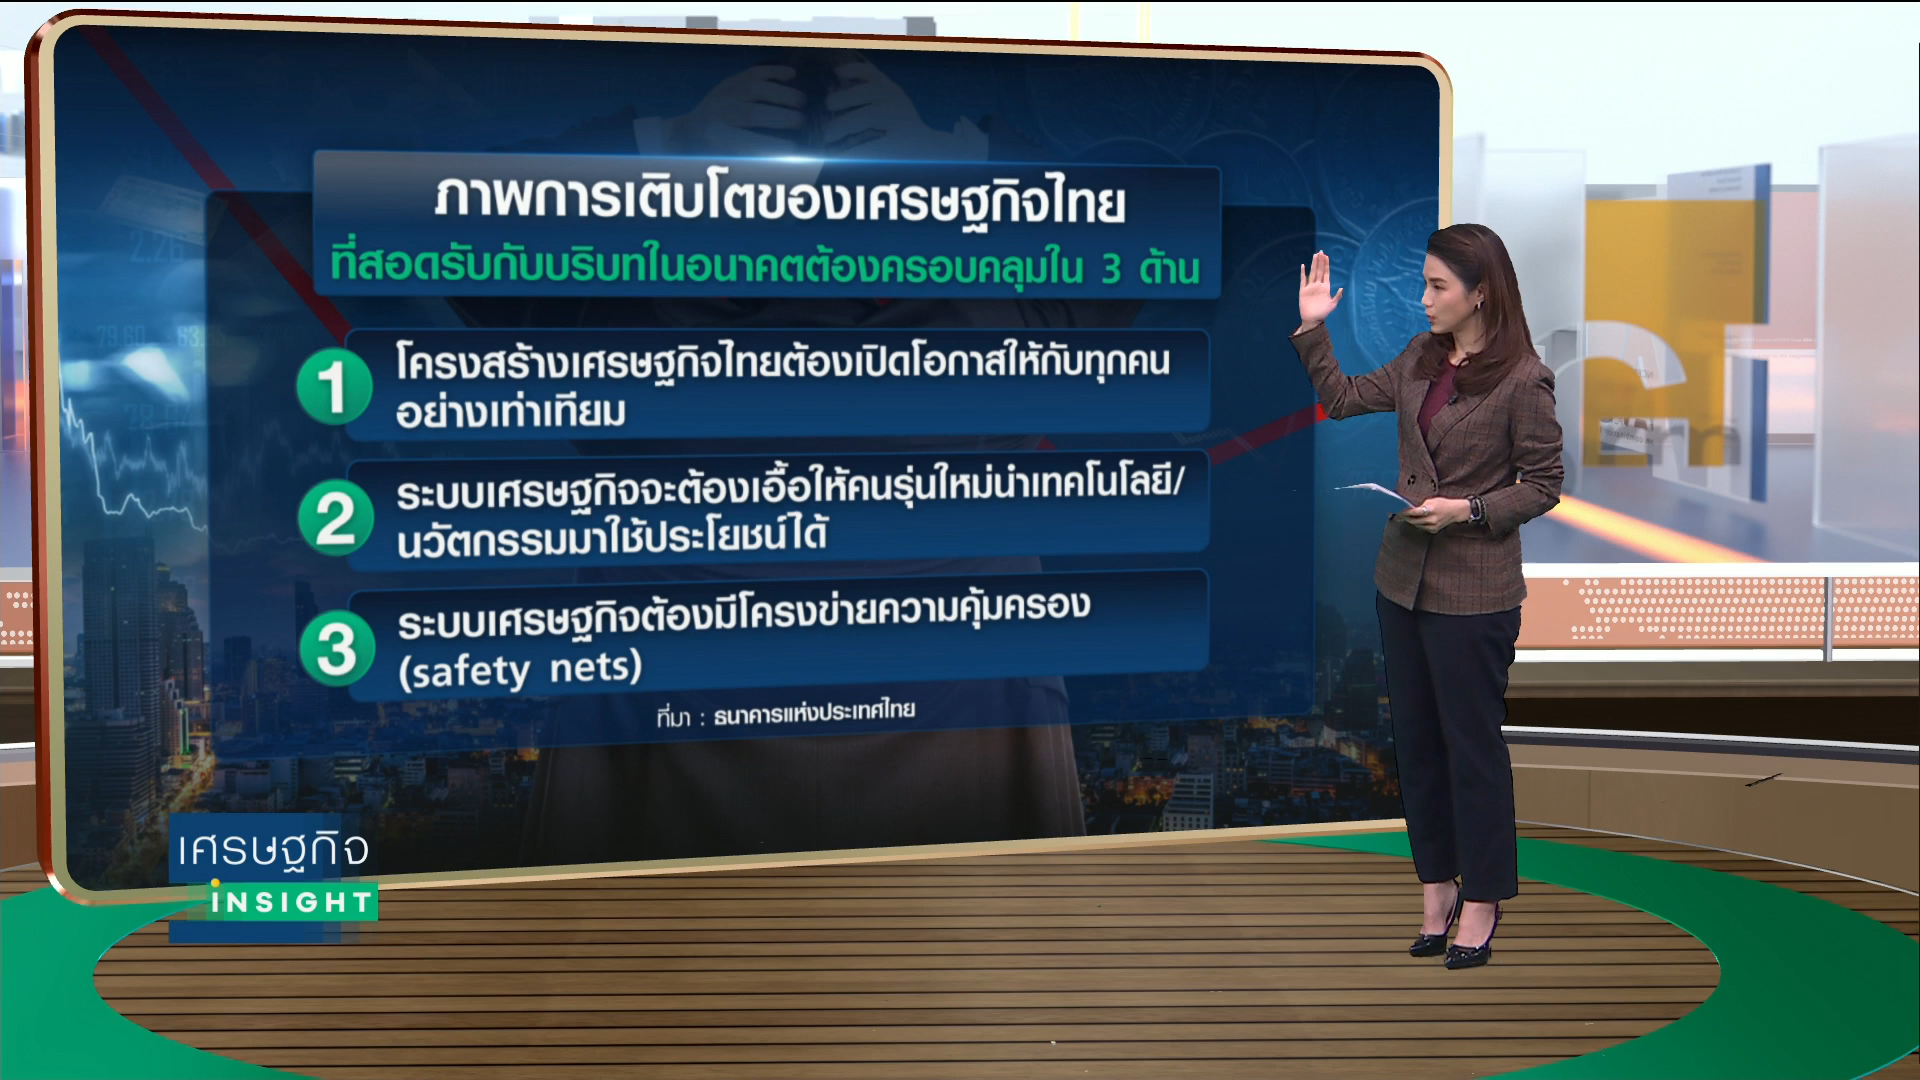 ภาพการเติบโตของเศรษฐกิจไทย
ที่สอดรับกับบริบทในอนาคตต้องครอบคลุมใน 3 ด้าน
1 โครงสร้างเศรษฐกิจไทยต้องเปิดโอกาสให้กับทุกคน
อย่างเท่าเทียม
2 ระบบเศรษฐกิจจะต้องเอื้อให้คนรุ่นใหม่นำเทคโนโลยี/
นวัตกรรมมาใช้ประโยชน์ได้
3 ระบบเศรษฐกิจต้องมีโครงข่ายความคุ้มครอง
(safety nets)
ที่มา : ธนาคารแห่งประเทศไทย
เศรษฐกิจ
INSIGHT